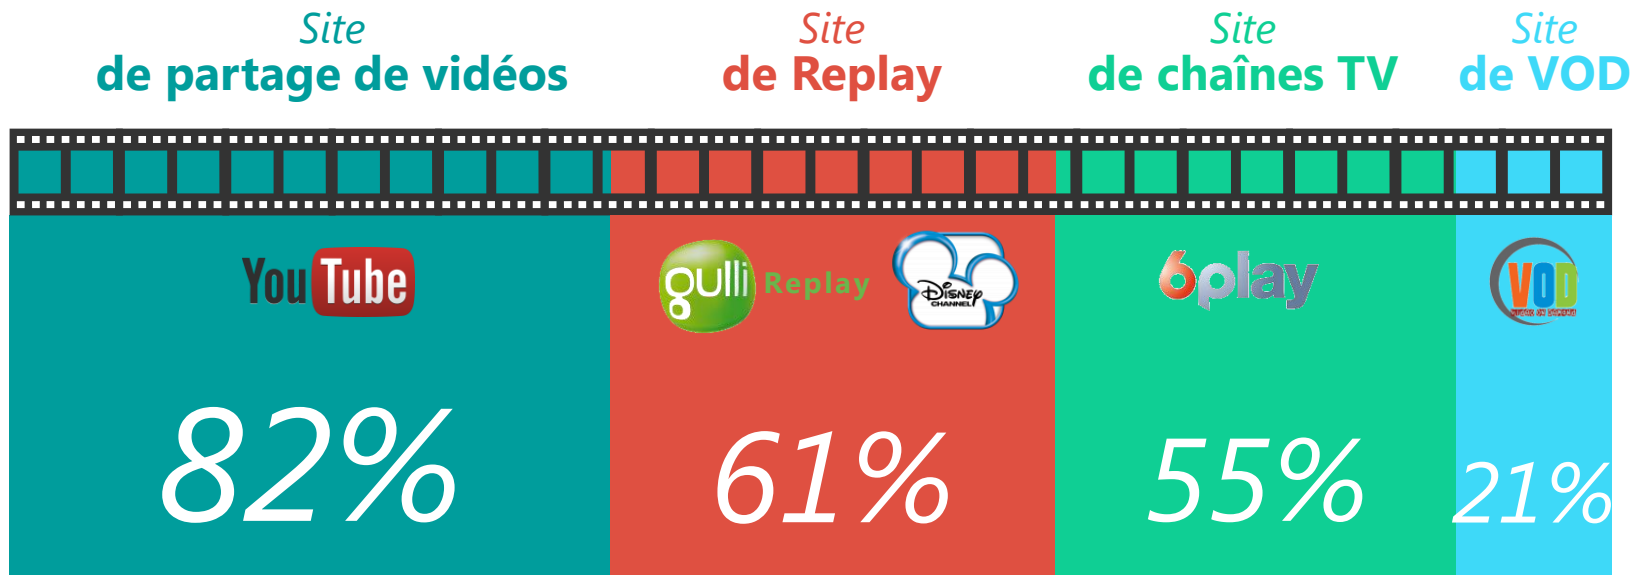 Site
de partage de vidéos
Site
de Replay
Site
de chaînes TV
Site
de VOD
YouTube
gulli Replay
DISNEY
CHANNEL
6play
VOD
82%
61%
55%
21%